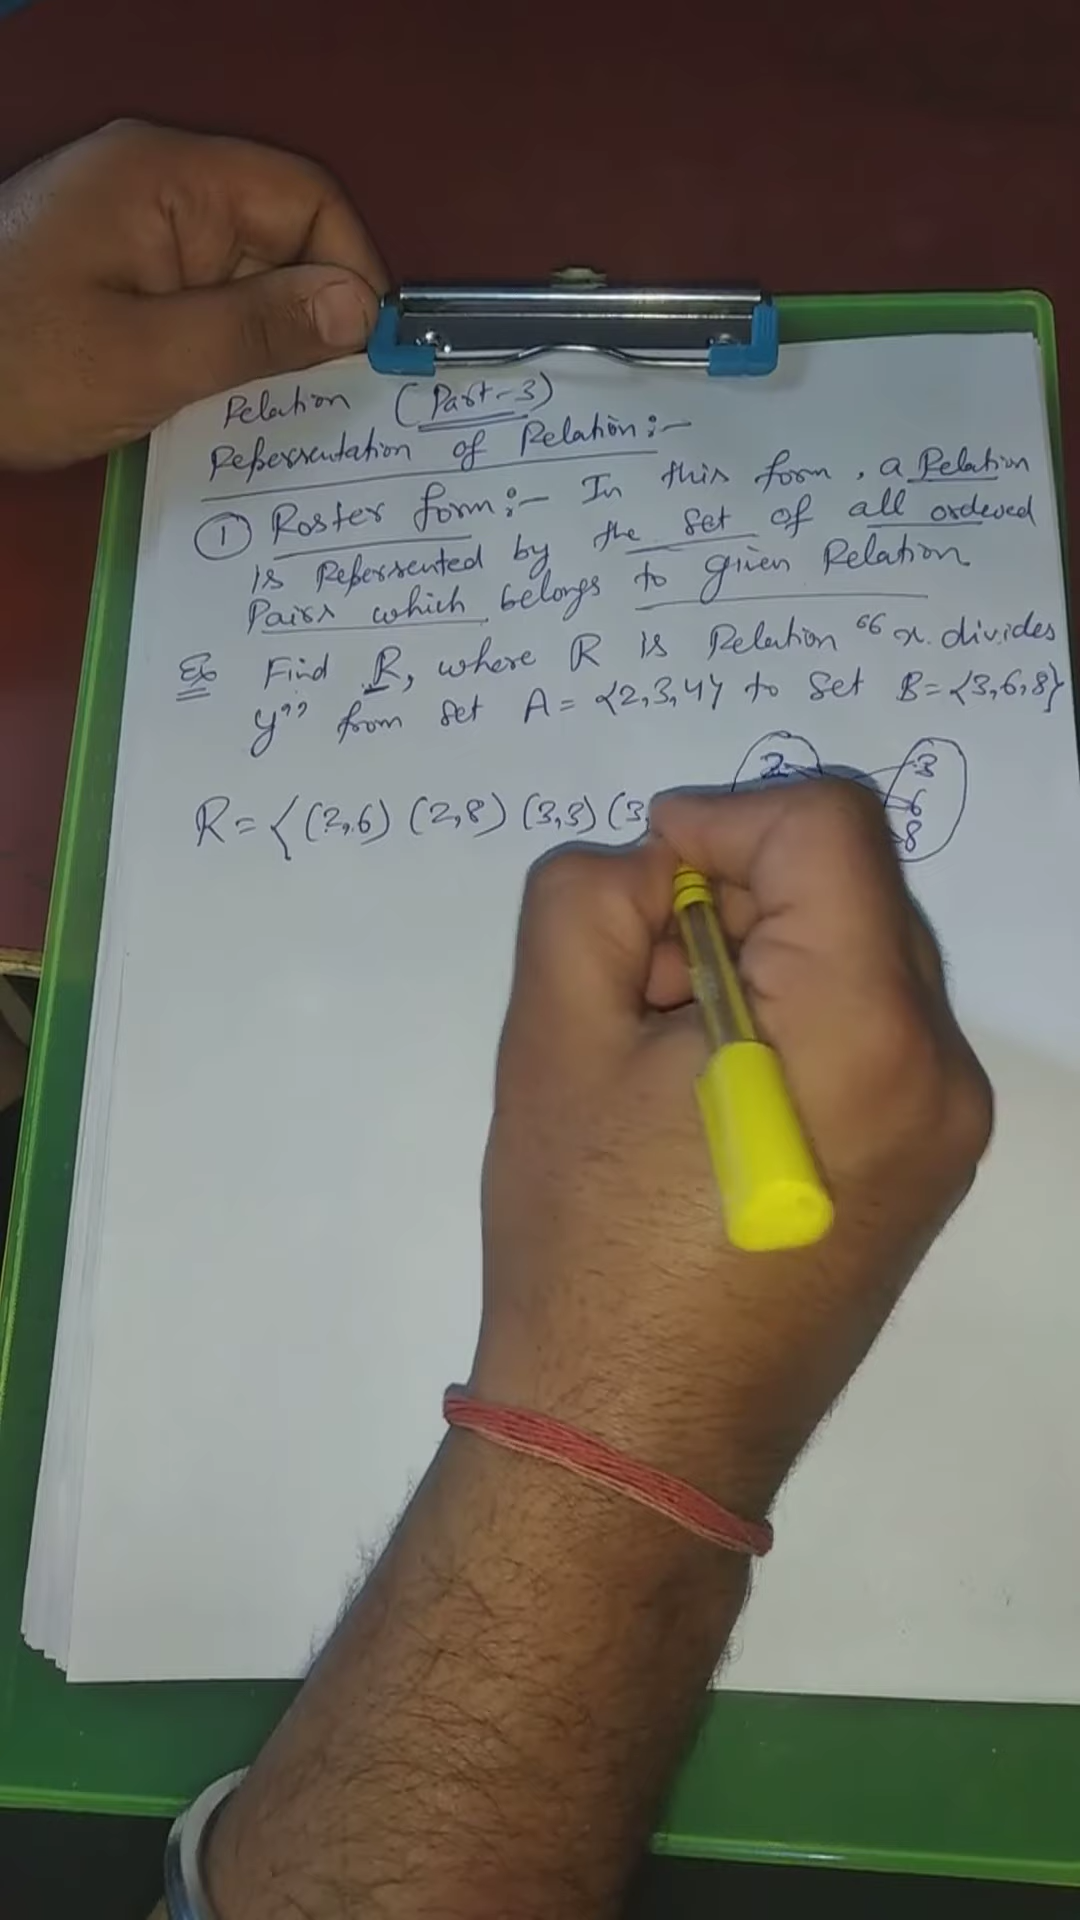 Relation (Part-3)
Repersentation of Relation:-
① Roster form:- In this form, a Relation
is Repersented by the set of all ordered
Pairs which belongs to given Relation
Ex Find R, where R is Relation "x divides
y" from set A = {2,3,4} to set B={3,6,8}
2 3
6
8
R = { (2,6) (2,8) (3,3) (3,